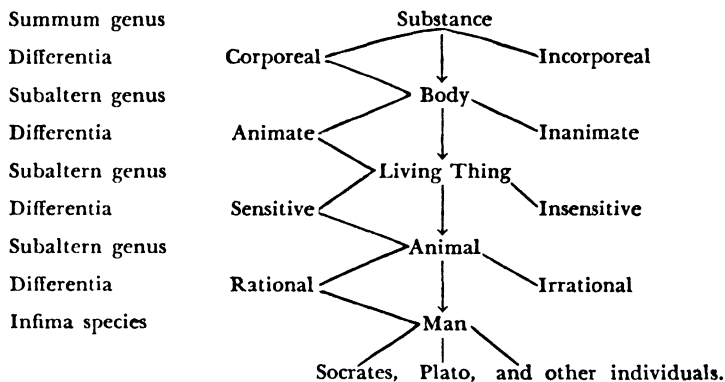 Summum genus Substance
Differentia Corporeal Incorporeal
Subaltern genus Body
Differentia Animate Inanimate
Subaltern genus Living Thing
Differentia Sensitive Insensitive
Subaltern genus Animal
Differentia Rational Irrational
Infima species Man
Socrates, Plato, and other individuals.